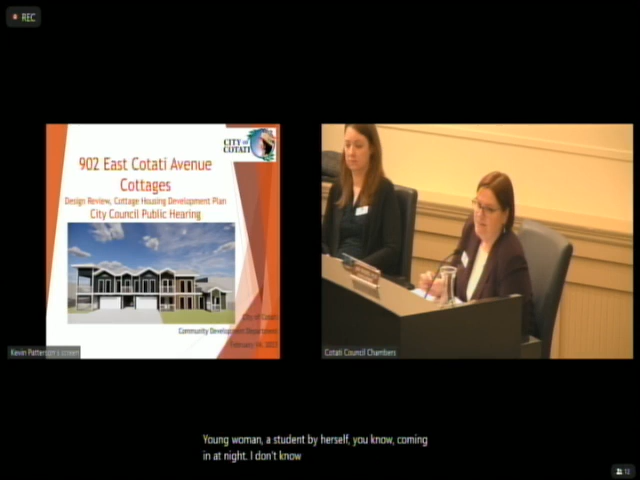 REC
CITY of
COTATI
902 East Cotati Avenue
Cottages
Design Review, Cottage Housing Development Plan
City Council Public Hearing
City of Cotati
Community Development Department
Kevin Patterson's screen
Cotati Council Chambers
Young woman, a student by herself, you know, coming
in at night. I don't know
12